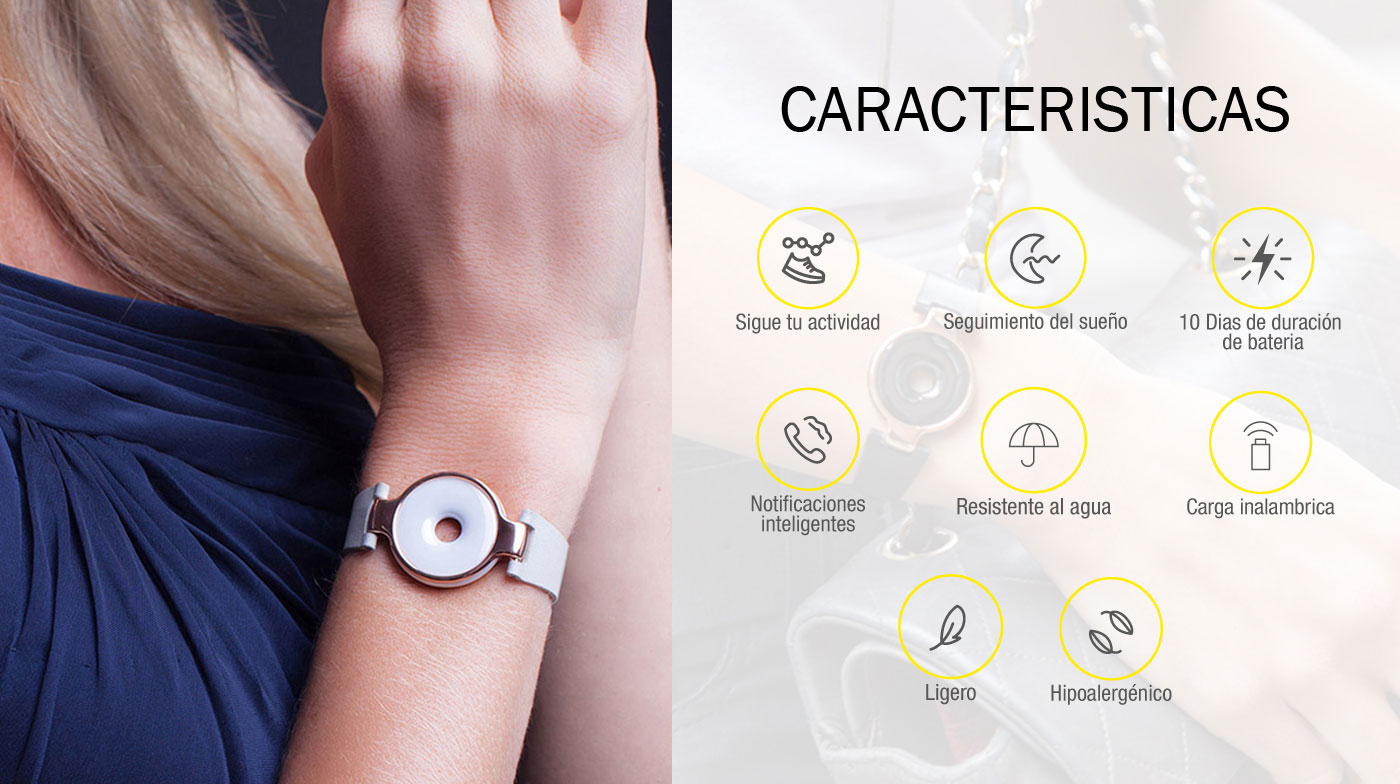 CARACTERISTICAS
Sigue tu actividad
Seguimiento del sueño
10 Dias de duración
de bateria
Notificaciones
inteligentes
Resistente al agua
Carga inalambrica
Ligero
Hipoalergénico